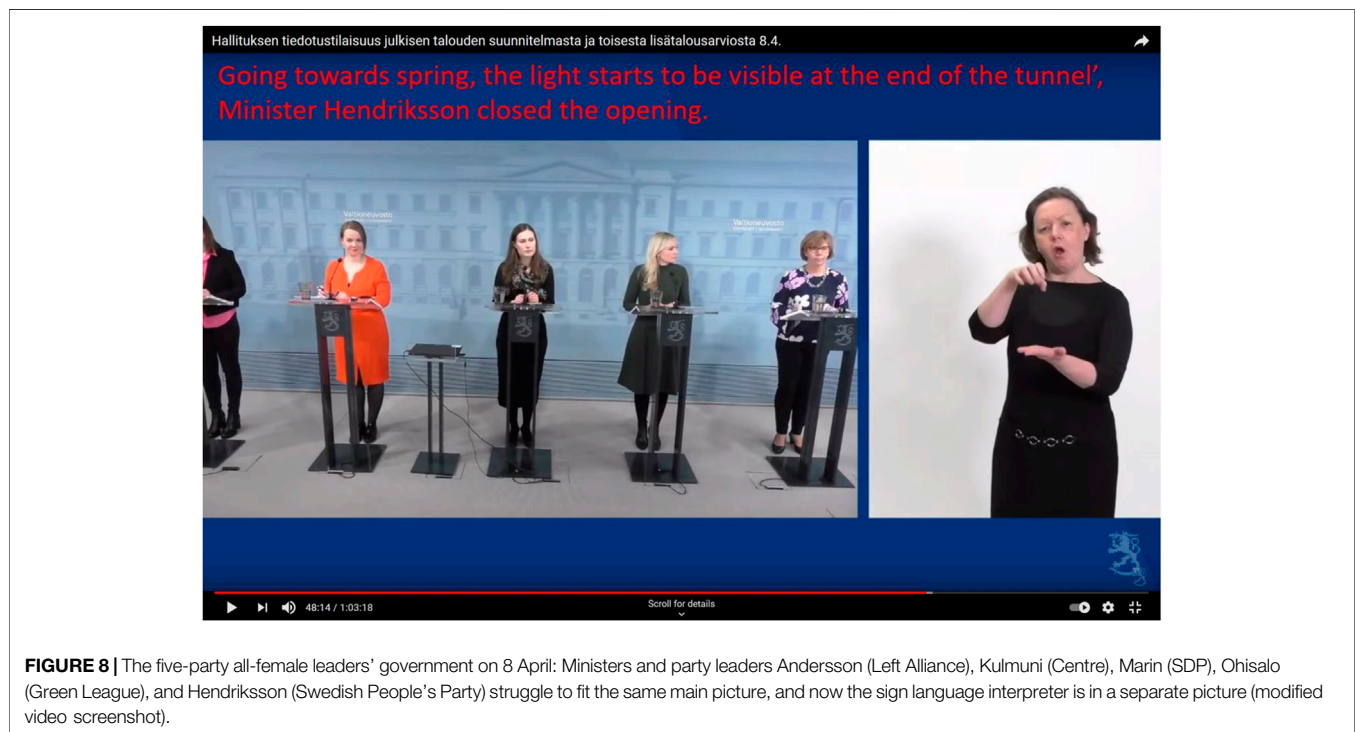 Hallituksen tiedotustilaisuus julkisen talouden suunnitelmasta ja toisesta lisätalousarviosta 8.4.
Going towards spring, the light starts to be visible at the end of the tunnel’,
Minister Hendriksson closed the opening.
Valtioneuvosto
Valtioneuvosto
48:14 / 1:03:18
Scroll for details
FIGURE 8 | The five-party all-female leaders’ government on 8 April: Ministers and party leaders Andersson (Left Alliance), Kulmuni (Centre), Marin (SDP), Ohisalo
(Green League), and Hendriksson (Swedish People’s Party) struggle to fit the same main picture, and now the sign language interpreter is in a separate picture (modified
video screenshot).